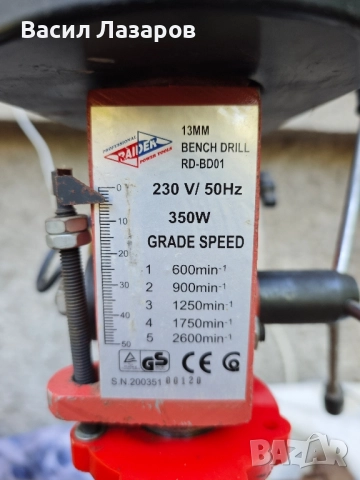 Васил Лазаров
PROFESSIONAL
RAIDER
POWER TOOLS
13MM
BENCH DRILL
RD-BD01
230 V/ 50Hz
350W
GRADE SPEED
1 600min-¹
2 900min-¹
3 1250min-¹
4 1750min-¹
5 2600min-¹
0
10
20
30
40
50
GS CE
S.N 200351 00120
BAZAR